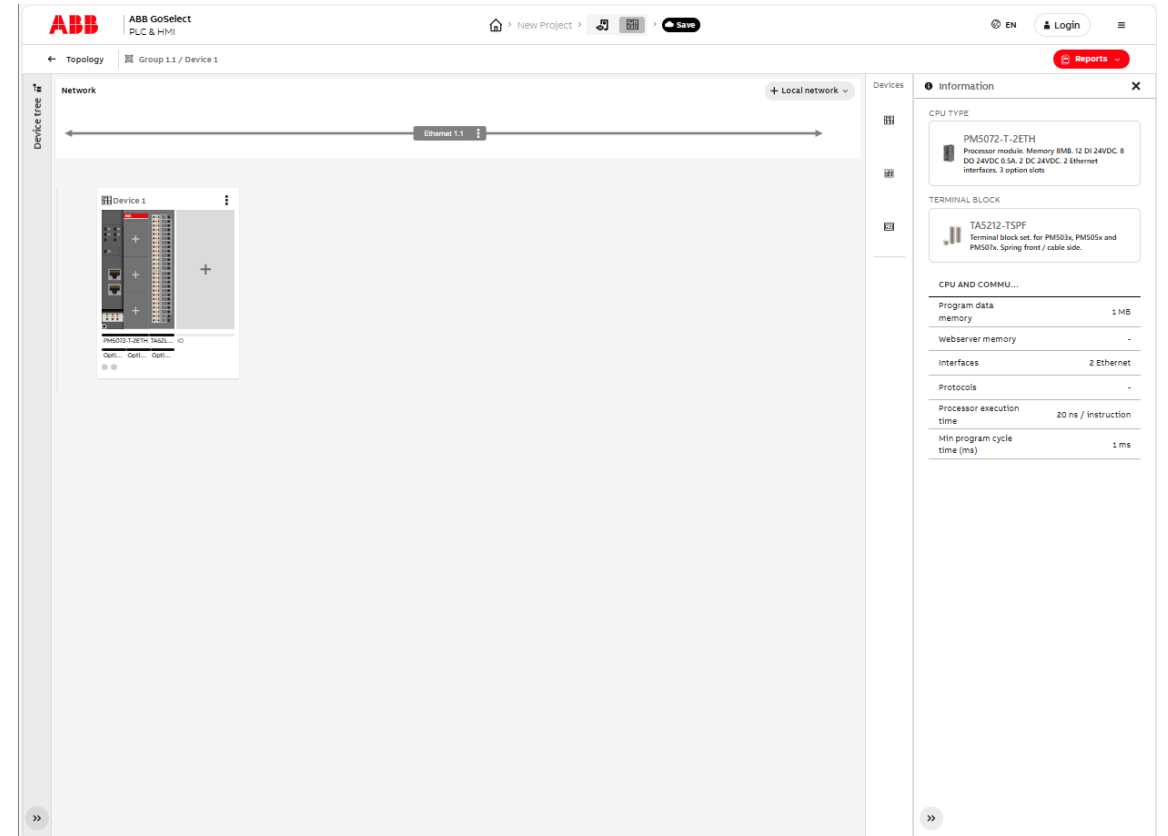 ABB
ABB GoSelect
PLC & HMI
New Project
Save
EN
Login
Topology
Group 1.1 / Device 1
Reports
Device tree
Network
+ Local network
Ethernet 1.1
Devices
Information
CPU TYPE
PM5072-T-2ETH
Processor module. Memory 8MB. 12 DI 24VDC. 8
DO 24VDC 0.5A. 2 DC 24VDC. 2 Ethernet
interfaces. 3 option slots
TERMINAL BLOCK
TA5212-TSPF
Terminal block set. for PM503x, PM505x and
PM507x. Spring front / cable side.
CPU AND COMMU...
Program data
memory
1 MB
Webserver memory
-
Interfaces
2 Ethernet
Protocols
-
Processor execution
time
20 ns / instruction
Min program cycle
time (ms)
1 ms
Device 1
ABB
PM5072-T-2ETH TA521... IO
Opti... Opti... Opti...